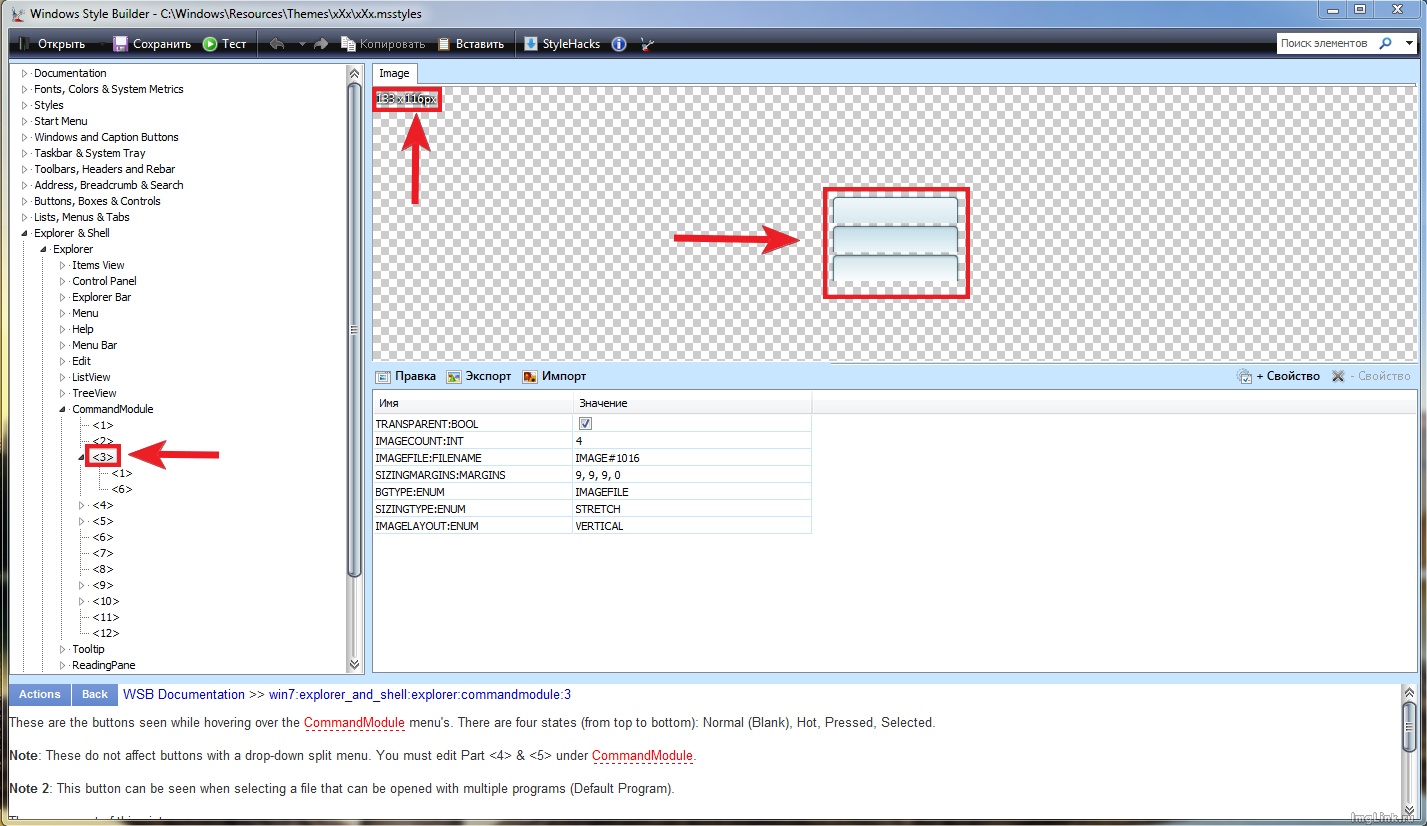 Windows Style Builder - C:\Windows\Resources\Themes\xXx\xXx.msstyles
Открыть Сохранить Тест Копировать Вставить StyleHacks Поиск элементов
Documentation
Fonts, Colors & System Metrics
Styles
Start Menu
Windows and Caption Buttons
Taskbar & System Tray
Toolbars, Headers and Rebar
Address, Breadcrumb & Search
Buttons, Boxes & Controls
Lists, Menus & Tabs
Explorer & Shell
Explorer
Items View
Control Panel
Explorer Bar
Menu
Help
Menu Bar
Edit
ListView
TreeView
CommandModule
<1>
<2>
<3>
<1>
<6>
<4>
<5>
<6>
<7>
<8>
<9>
<10>
<11>
<12>
Tooltip
ReadingPane
Image
133x116px
Правка Экспорт Импорт + Свойство - Свойство
Имя Значение
TRANSPARENT:BOOL
IMAGECOUNT:INT 4
IMAGEFILE:FILENAME IMAGE#1016
SIZINGMARGINS:MARGINS 9, 9, 9, 0
BGTYPE:ENUM IMAGEFILE
SIZINGTYPE:ENUM STRETCH
IMAGELAYOUT:ENUM VERTICAL
Actions Back WSB Documentation >> win7:explorer_and_shell:explorer:commandmodule:3
These are the buttons seen while hovering over the CommandModule menu's. There are four states (from top to bottom): Normal (Blank), Hot, Pressed, Selected.
Note: These do not affect buttons with a drop-down split menu. You must edit Part <4> & <5> under CommandModule.
Note 2: This button can be seen when selecting a file that can be opened with multiple programs (Default Program).
ImgLink.ru